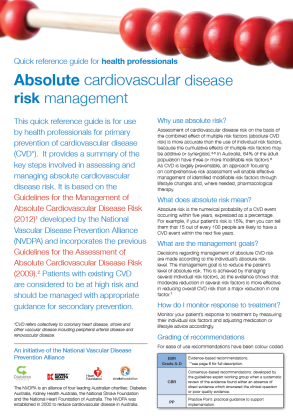 Quick reference guide for health professionals
Absolute cardiovascular disease
risk management
This quick reference guide is for use
by health professionals for primary
prevention of cardiovascular disease
(CVD*). It provides a summary of the
key steps involved in assessing and
managing absolute cardiovascular
disease risk. It is based on the
Guidelines for the Management of
Absolute Cardiovascular Disease Risk
(2012)¹ developed by the National
Vascular Disease Prevention Alliance
(NVDPA) and incorporates the previous
Guidelines for the Assessment of
Absolute Cardiovascular Disease Risk
(2009).² Patients with existing CVD
are considered to be at high risk and
should be managed with appropriate
guidance for secondary prevention.
*CVD refers collectively to coronary heart disease, stroke and
other vascular disease including peripheral arterial disease and
renovascular disease.
An initiative of the National Vascular Disease
Prevention Alliance
The NVDPA is an alliance of four leading Australian charities: Diabetes
Australia, Kidney Health Australia, the National Stroke Foundation
and the National Heart Foundation of Australia. The NVDPA was
established in 2000 to reduce cardiovascular disease in Australia.
Why use absolute risk?
Assessment of cardiovascular disease risk on the basis of
the combined effect of multiple risk factors (absolute CVD
risk) is more accurate than the use of individual risk factors,
because the cumulative effects of multiple risk factors may
be additive or synergistic. In Australia, 64% of the adult
population have three or more modifiable risk factors.
As CVD is largely preventable, an approach focusing
on comprehensive risk assessment will enable effective
management of identified modifiable risk factors through
lifestyle changes and, where needed, pharmacological
therapy.
What does absolute risk mean?
Absolute risk is the numerical probability of a CVD event
occurring within five years, expressed as a percentage.
For example, if your patient's risk is 15%, then you can tell
them that 15 out of every 100 people are likely to have a
CVD event within the next five years.
What are the management goals?
Decisions regarding management of absolute CVD risk
are made according to the individual's absolute risk
level. The management goal is to reduce the patient's
level of absolute risk. This is achieved by managing
several individual risk factors, as the evidence shows that
moderate reduction in several risk factors is more effective
in reducing overall CVD risk than a major reduction in one
factor.
How do I monitor response to treatment?
Monitor your patient's response to treatment by measuring
their individual risk factors and adjusting medication or
lifestyle advice accordingly.
Grading of recommendations
For ease of use recommendations have been colour coded.
EBR
Grade A–D
Evidence-based recommendations:
*see page 8 for full description
CBR
Consensus-based recommendations: developed by
the guidelines expert working group when a systematic
review of the evidence found either an absence of
direct evidence which answered the clinical question
or poor quality evidence.
PP
Practice Point: practical guidance to support
implementation.